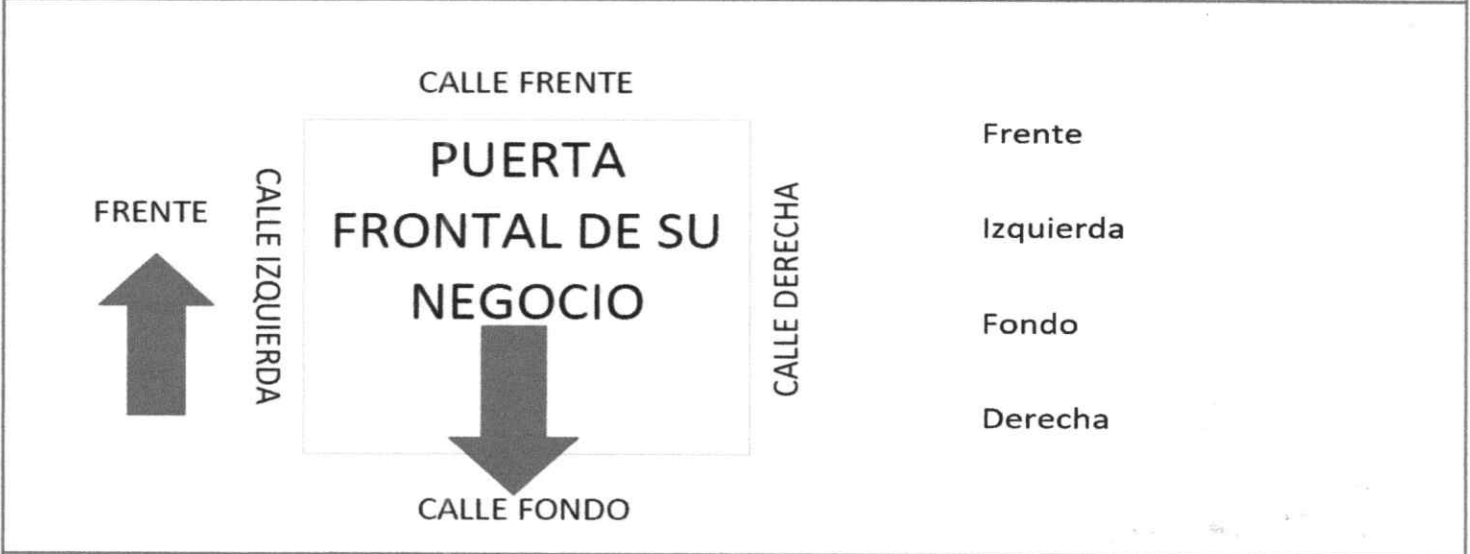 CALLE FRENTE
FRENTE
CALLE IZQUIERDA
PUERTA
FRONTAL DE SU
NEGOCIO
CALLE DERECHA
CALLE FONDO
Frente
Izquierda
Fondo
Derecha